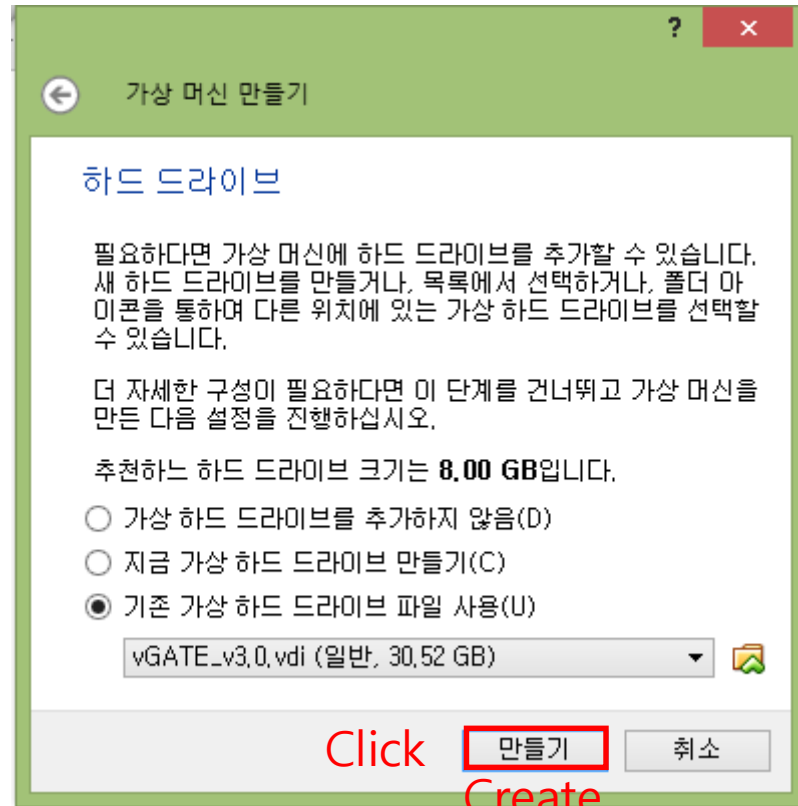 ?
가상 머신 만들기
하드 드라이브
필요하다면 가상 머신에 하드 드라이브를 추가할 수 있습니다.
새 하드 드라이브를 만들거나, 목록에서 선택하거나, 폴더 아
이콘을 통하여 다른 위치에 있는 가상 하드 드라이브를 선택할
수 있습니다.
더 자세한 구성이 필요하다면 이 단계를 건너뛰고 가상 머신을
만든 다음 설정을 진행하십시오.
추천하느 하드 드라이브 크기는 8.00 GB입니다.
가상 하드 드라이브를 추가하지 않음(D)
지금 가상 하드 드라이브 만들기(C)
기존 가상 하드 드라이브 파일 사용(U)
vGATE_v3.0.vdi (일반, 30.52 GB)
Click 만들기 취소
Create